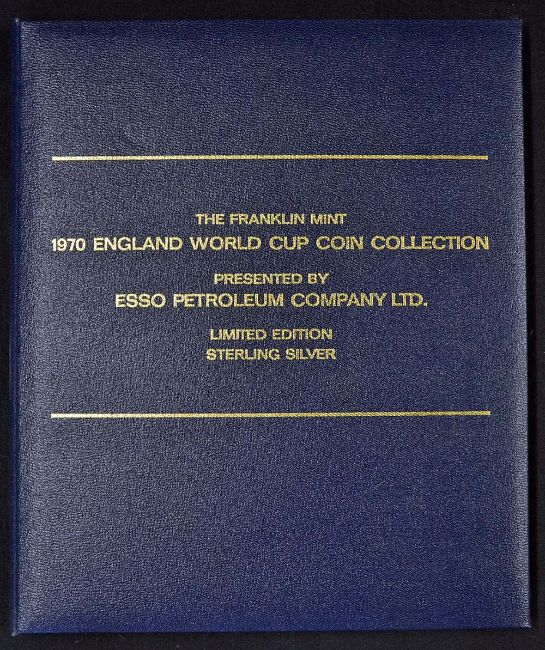 THE FRANKLIN MINT
1970 ENGLAND WORLD CUP COIN COLLECTION
PRESENTED BY
ESSO PETROLEUM COMPANY LTD.
LIMITED EDITION
STERLING SILVER